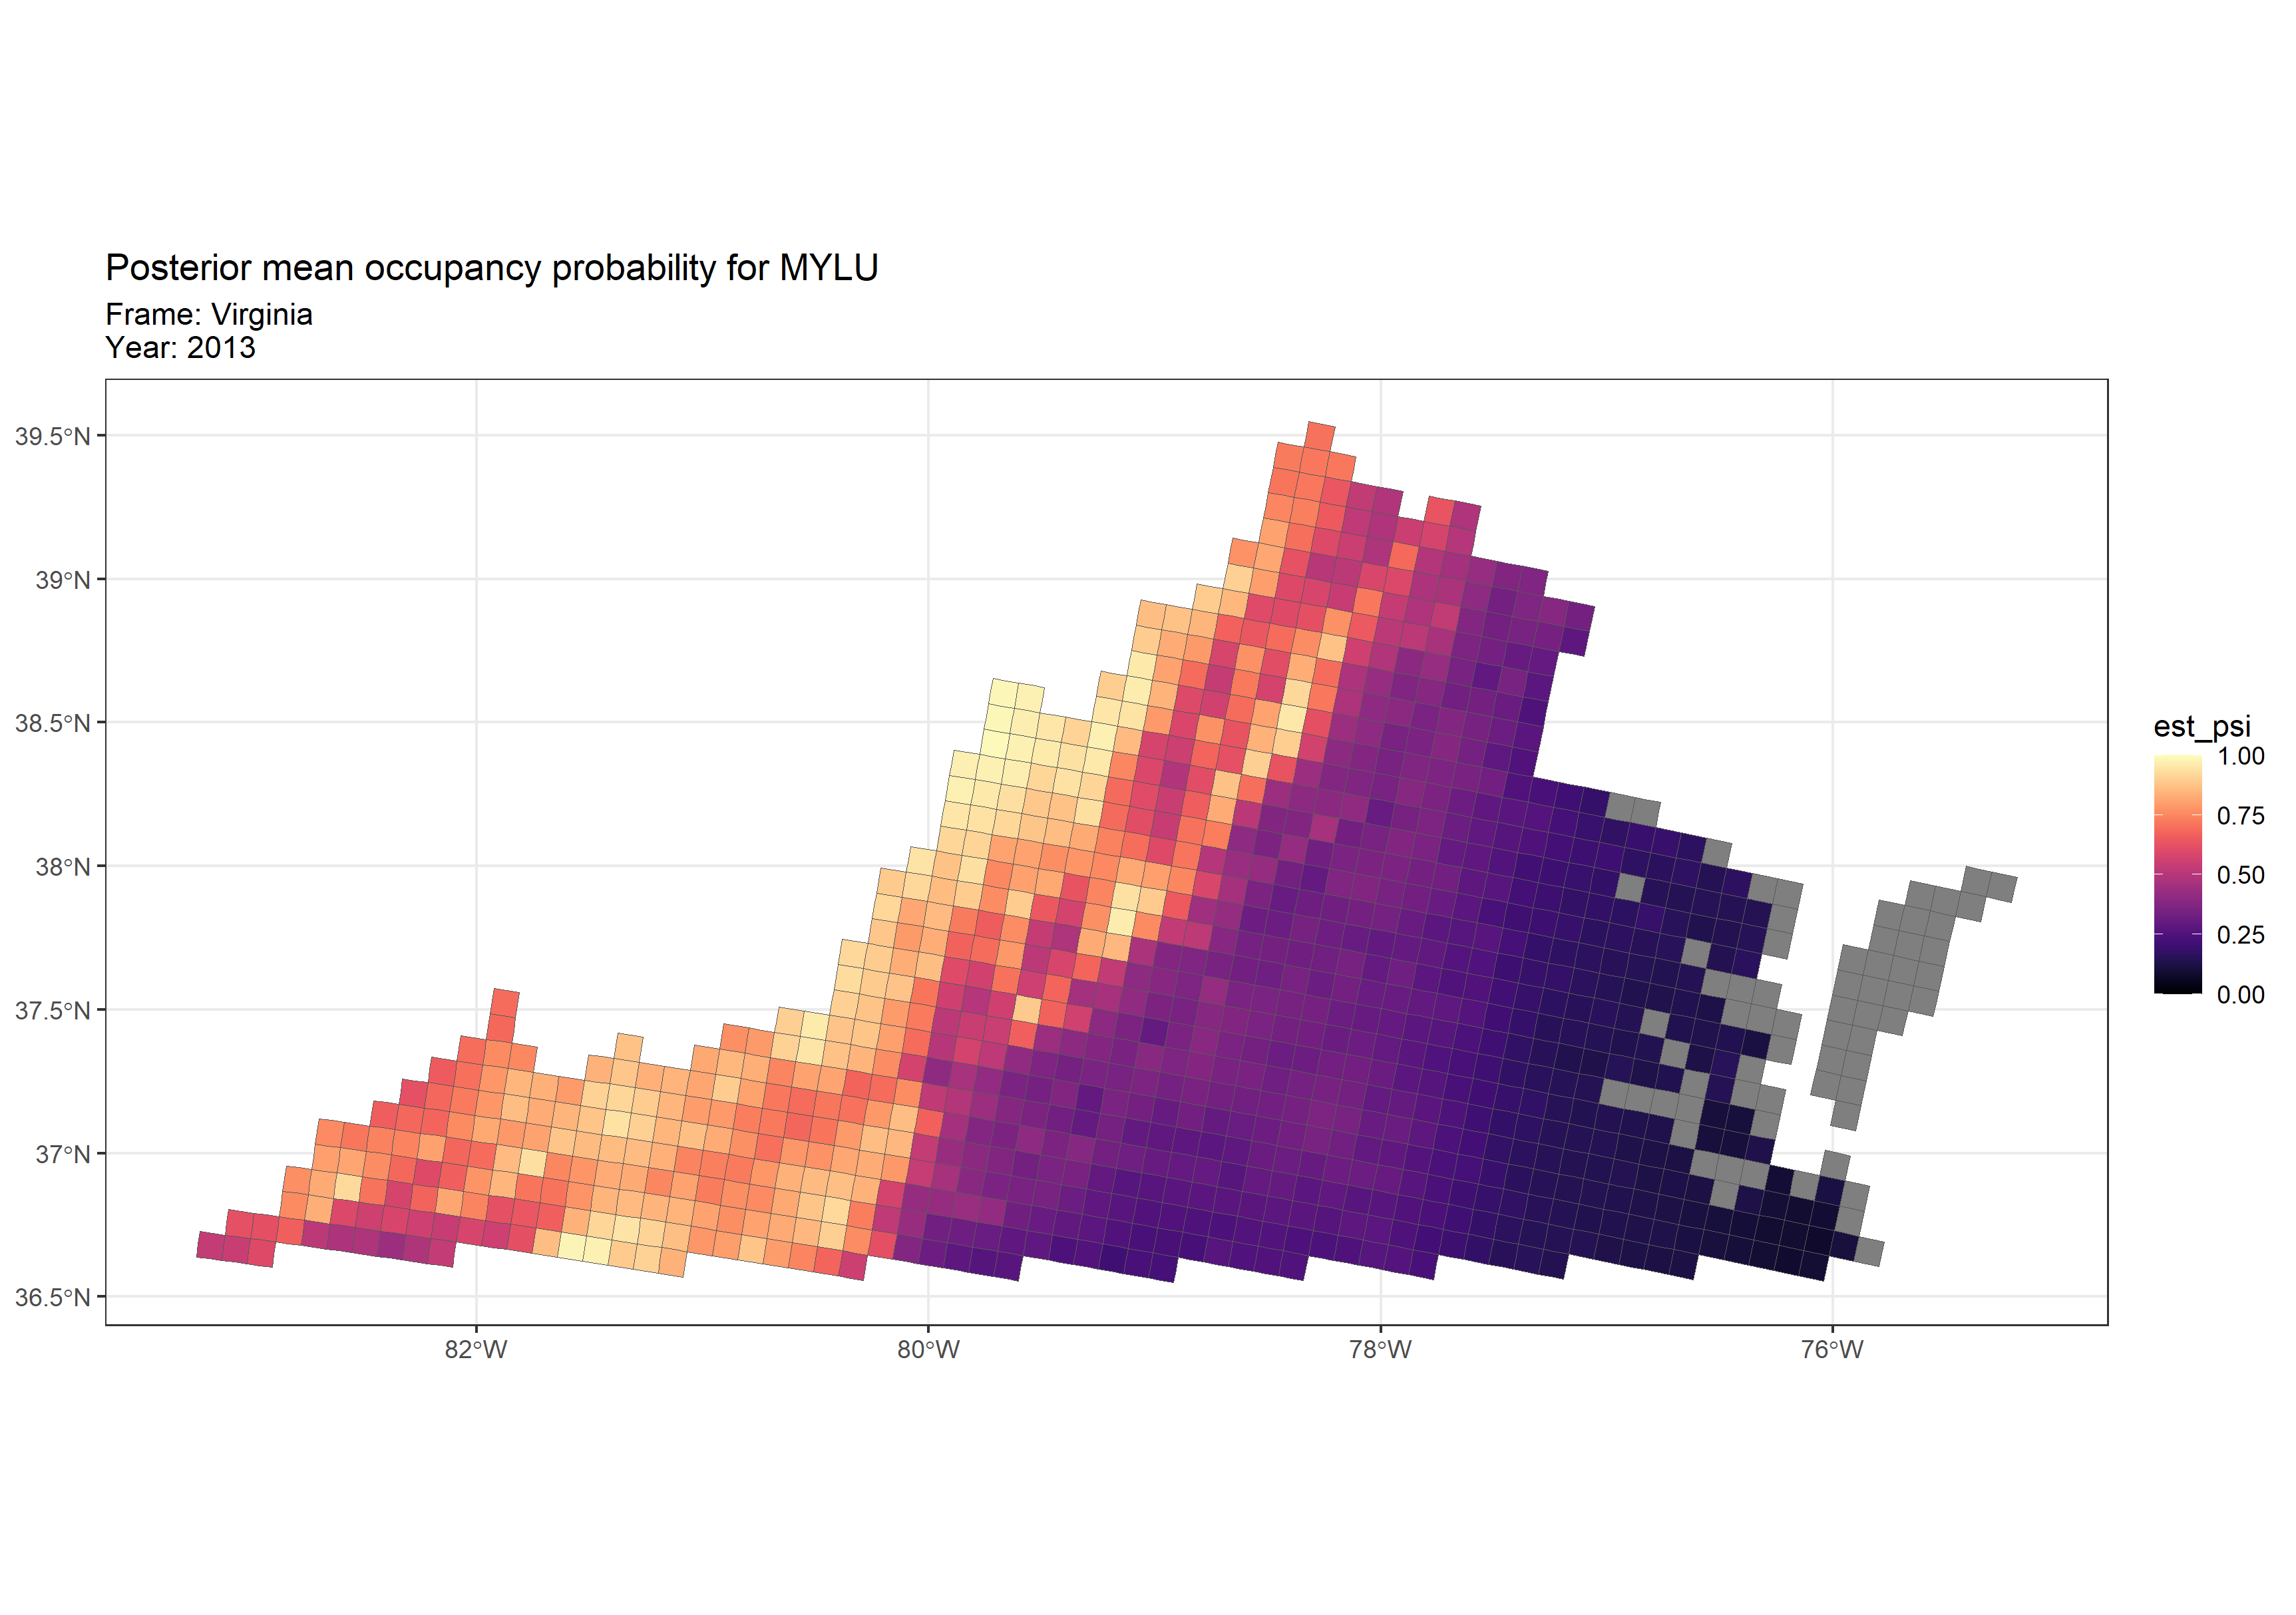 Posterior mean occupancy probability for MYLU
Frame: Virginia
Year: 2013
39.5°N
39°N
38.5°N
38°N
37.5°N
37°N
36.5°N
82°W
80°W
78°W
76°W
est_psi
1.00
0.75
0.50
0.25
0.00